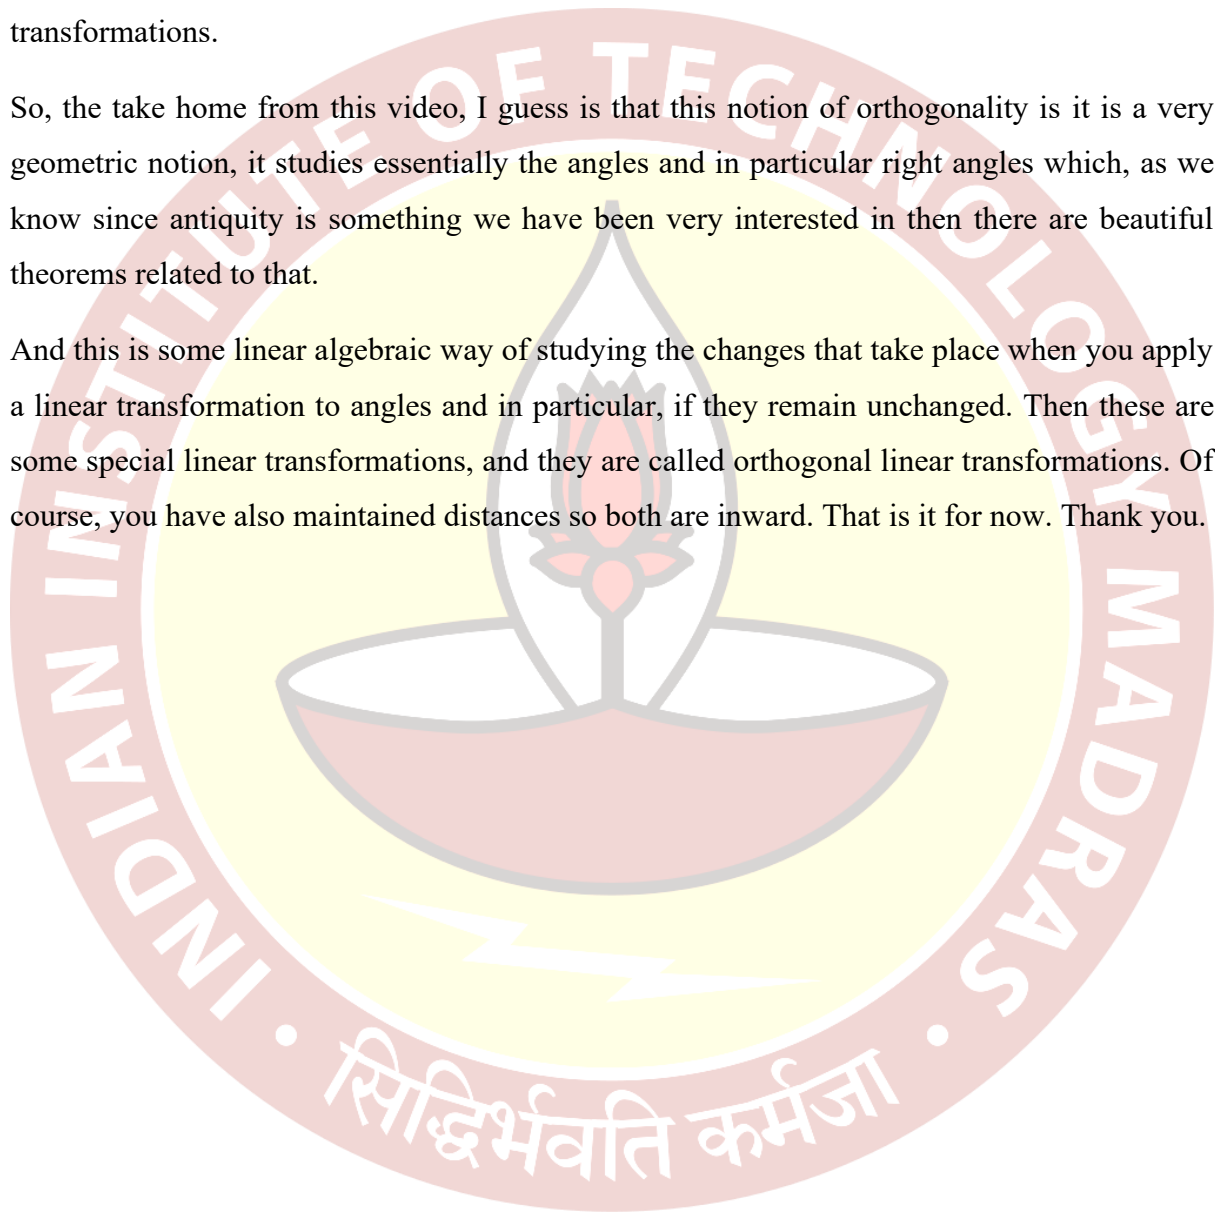 transformations.
So, the take home from this video, I guess is that this notion of orthogonality is it is a very
geometric notion, it studies essentially the angles and in particular right angles which, as we
know since antiquity is something we have been very interested in then there are beautiful
theorems related to that.
And this is some linear algebraic way of studying the changes that take place when you apply
a linear transformation to angles and in particular, if they remain unchanged. Then these are
some special linear transformations, and they are called orthogonal linear transformations. Of
course, you have also maintained distances so both are inward. That is it for now. Thank you.
INDIAN INSTITUTE OF TECHNOLOGY MADRAS
सिद्धिर्भवति कर्मजा